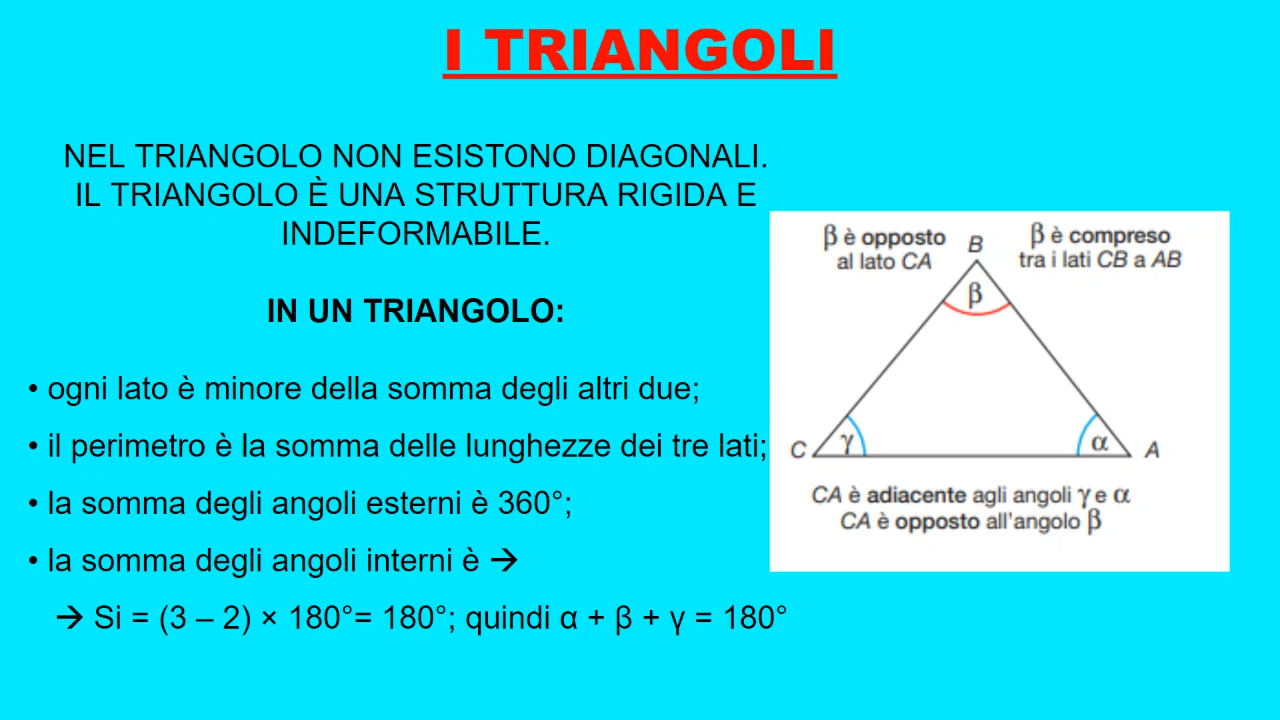 I TRIANGOLI
NEL TRIANGOLO NON ESISTONO DIAGONALI.
IL TRIANGOLO È UNA STRUTTURA RIGIDA E
INDEFORMABILE.
IN UN TRIANGOLO:
• ogni lato è minore della somma degli altri due;
• il perimetro è la somma delle lunghezze dei tre lati;
• la somma degli angoli esterni è 360°;
• la somma degli angoli interni è →
→ Si = (3 – 2) × 180°= 180°; quindi α + β + γ = 180°
β è opposto
al lato CA
B
β è compreso
tra i lati CB a AB
β
C
γ
α
A
CA è adiacente agli angoli γ e α
CA è opposto all'angolo β